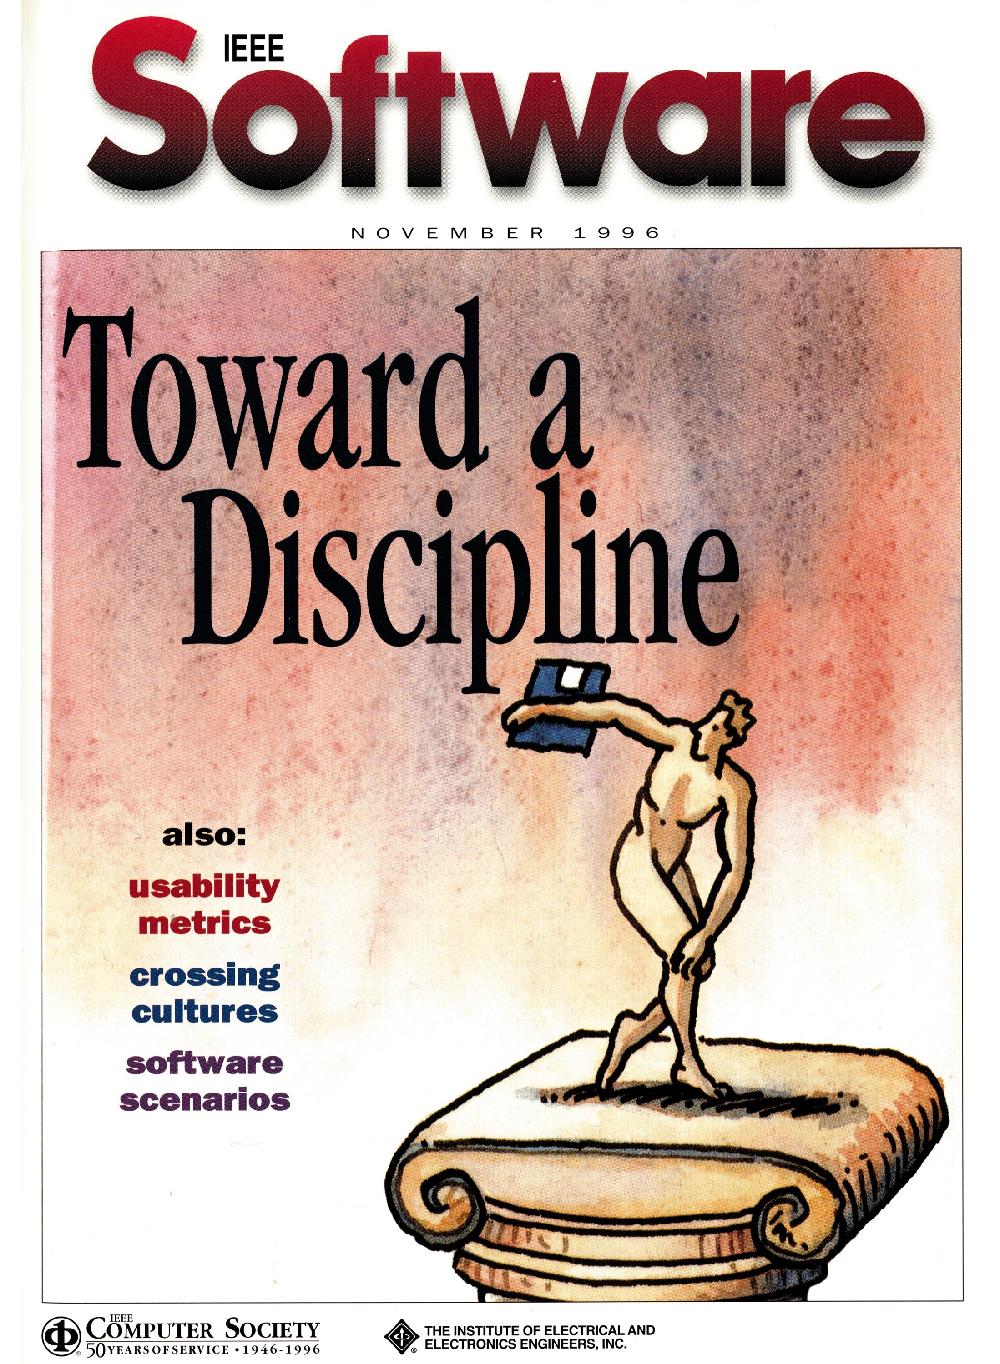 IEEE
Software
NOVEMBER 1996
Toward a
Discipline
also:
usability
metrics
crossing
cultures
software
scenarios
IEEE
COMPUTER SOCIETY
50 YEARS OF SERVICE • 1946-1996
THE INSTITUTE OF ELECTRICAL AND
ELECTRONICS ENGINEERS, INC.